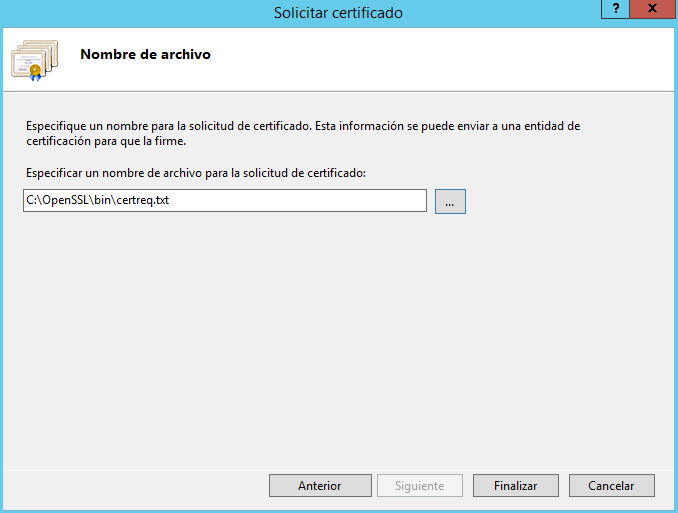 Solicitar certificado
?
x
Nombre de archivo
Especifique un nombre para la solicitud de certificado. Esta información se puede enviar a una entidad de
certificación para que la firme.
Especificar un nombre de archivo para la solicitud de certificado:
C:\OpenSSL\bin\certreq.txt
...
Anterior
Siguiente
Finalizar
Cancelar